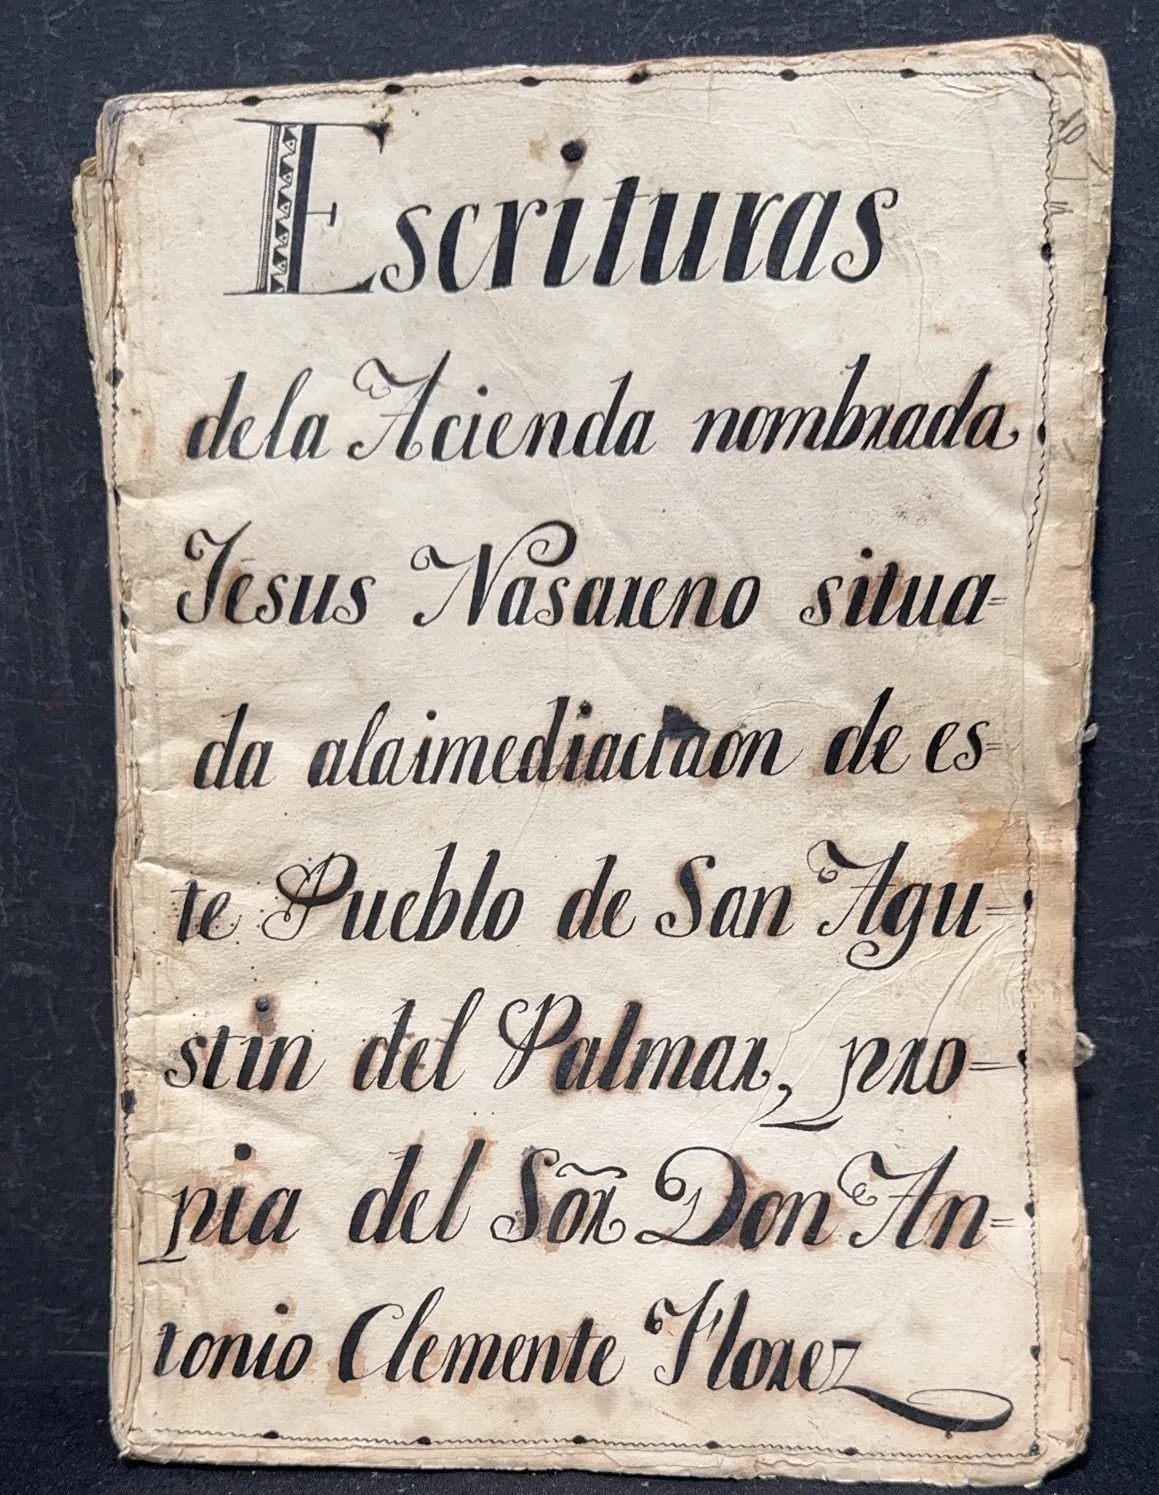 Escrituras
dela Acienda nombrada
Jesus Nasareno situa=
da alaimediactaon de es=
te Pueblo de San Agu=
stin del Palmar, pro=
pia del Sõr Don An=
tonio Clemente Florez